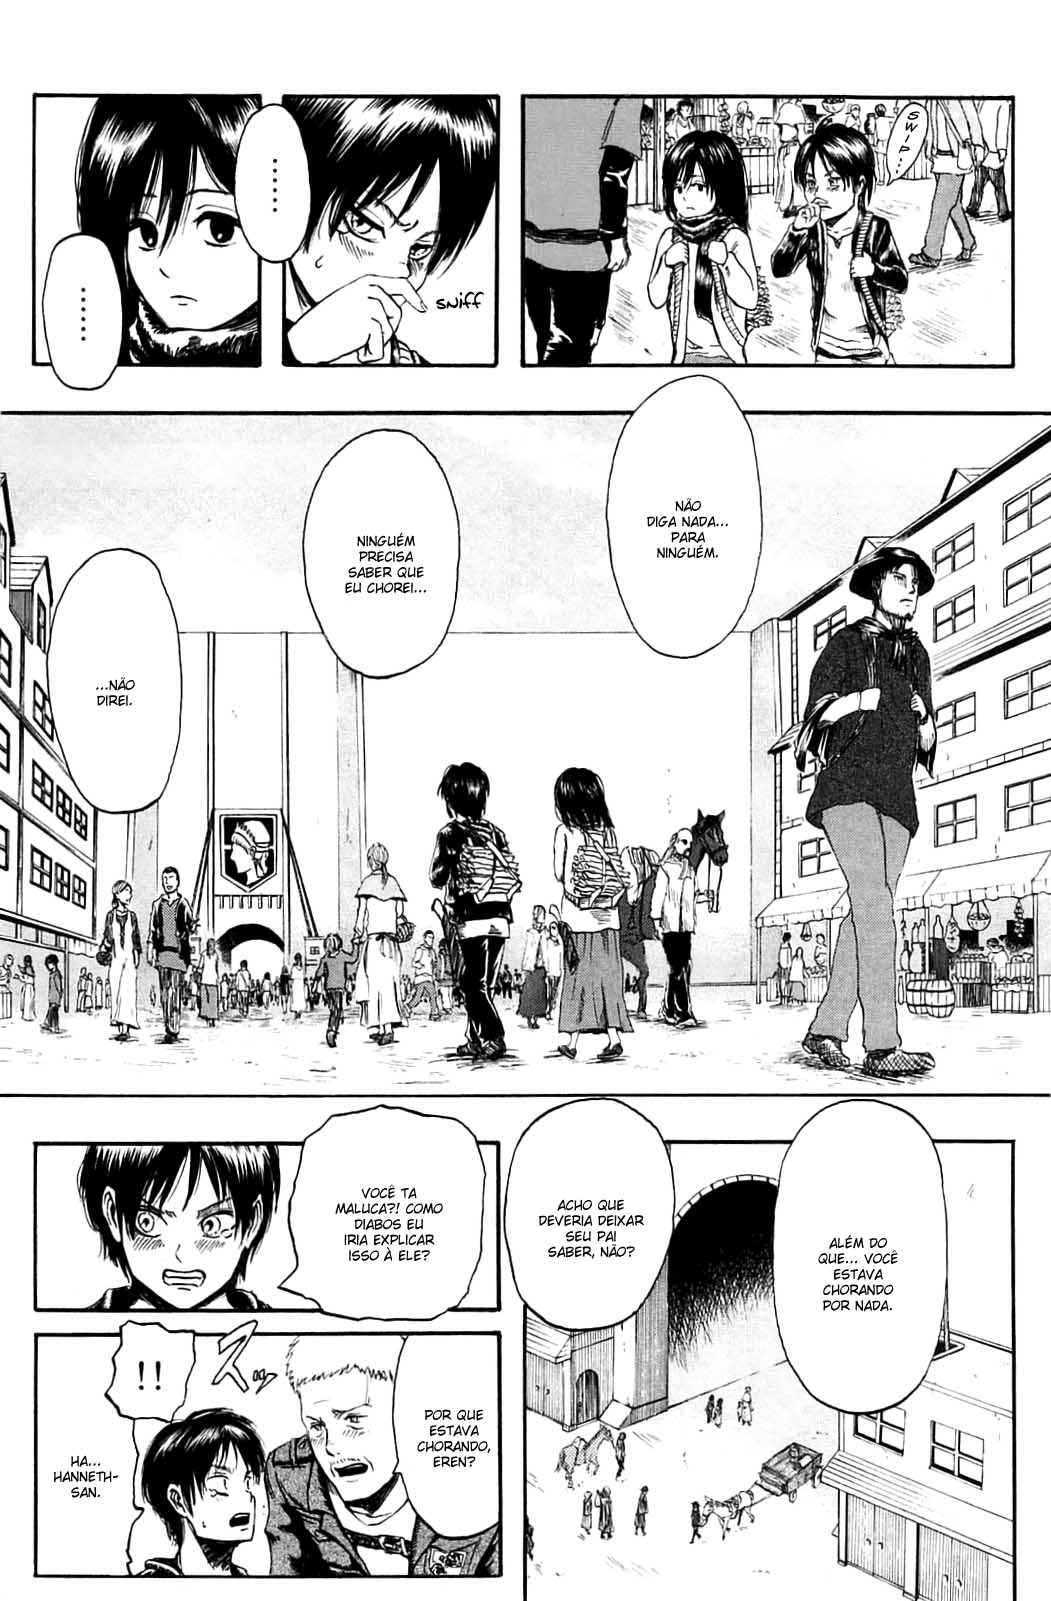 SWIP...
.......
SNIFF
.......
NÃO
DIGA NADA...
PARA
NINGUÉM.
NINGUÉM
PRECISA
SABER QUE
EU CHOREI...
...NÃO
DIREI.
ALÉM DO
QUE... VOCÊ
ESTAVA
CHORANDO
POR NADA.
ACHO QUE
DEVERIA DEIXAR
SEU PAI
SABER, NÃO?
VOCÊ TA
MALUCA?! COMO
DIABOS EU
IRIA EXPLICAR
ISSO À ELE?
POR QUE
ESTAVA
CHORANDO,
EREN?
ズッ
!!
HA...
HANNETH-
SAN.